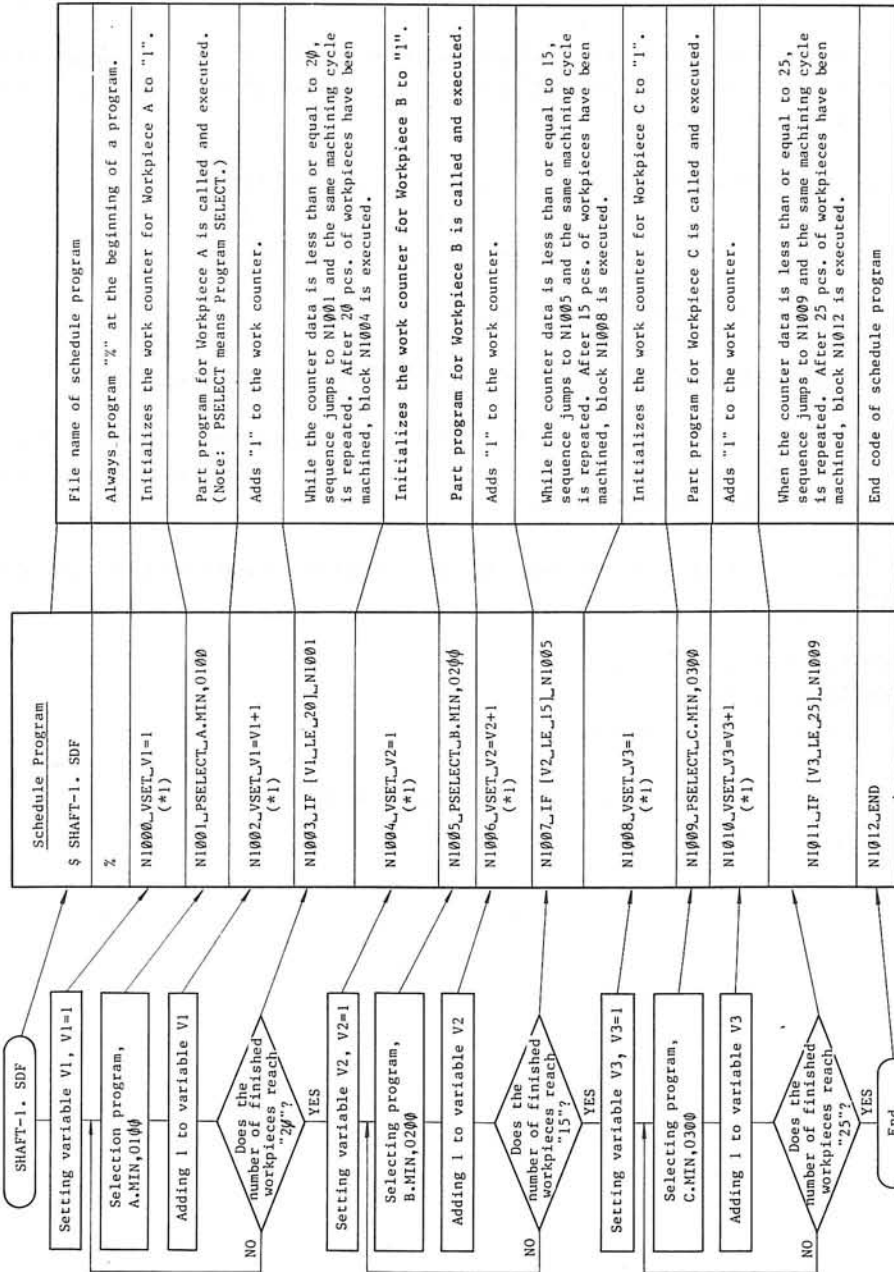 SHAFT-1. SDF
Setting variable V1, V1=1
Selection program,
A.MIN,O1ØØ
Adding 1 to variable V1
Does the
number of finished
workpieces reach
"2Ø"?
NO
YES
Setting variable V2, V2=1
Selecting program,
B.MIN,O2ØØ
Adding 1 to variable V2
Does the
number of finished
workpieces reach
"15"?
NO
YES
Setting variable V3, V3=1
Selecting program,
C.MIN,O3ØØ
Adding 1 to variable V3
Does the
number of finished
workpieces reach
"25"?
NO
YES
End
Schedule Program
$ SHAFT-1. SDF
%
N1ØØØ␣VSET␣V1=1
(*1)
N1ØØ1␣PSELECT␣A.MIN,O1ØØ
N1ØØ2␣VSET␣V1=V1+1
(*1)
N1ØØ3␣IF [V1␣LE␣2Ø]␣N1ØØ1
N1ØØ4␣VSET␣V2=1
(*1)
N1ØØ5␣PSELECT␣B.MIN,O2ØØ
N1ØØ6␣VSET␣V2=V2+1
(*1)
N1ØØ7␣IF [V2␣LE␣15]␣N1ØØ5
N1ØØ8␣VSET␣V3=1
(*1)
N1ØØ9␣PSELECT␣C.MIN,O3ØØ
N1Ø1Ø␣VSET␣V3=V3+1
(*1)
N1Ø11␣IF [V3␣LE␣25]␣N1ØØ9
N1Ø12␣END
File name of schedule program
Always program "%" at the beginning of a program.
Initializes the work counter for Workpiece A to "1".
Part program for Workpiece A is called and executed.
(Note: PSELECT means Program SELECT.)
Adds "1" to the work counter.
While the counter data is less than or equal to 2Ø,
sequence jumps to N1ØØ1 and the same machining cycle
is repeated. After 2Ø pcs. of workpieces have been
machined, block N1ØØ4 is executed.
Initializes the work counter for Workpiece B to "1".
Part program for Workpiece B is called and executed.
Adds "1" to the work counter.
While the counter data is less than or equal to 15,
sequence jumps to N1ØØ5 and the same machining cycle
is repeated. After 15 pcs. of workpieces have been
machined, block N1ØØ8 is executed.
Initializes the work counter for Workpiece C to "1".
Part program for Workpiece C is called and executed.
Adds "1" to the work counter.
When the counter data is less than or equal to 25,
sequence jumps to N1ØØ9 and the same machining cycle
is repeated. After 25 pcs. of workpieces have been
machined, block N1Ø12 is executed.
End code of schedule program